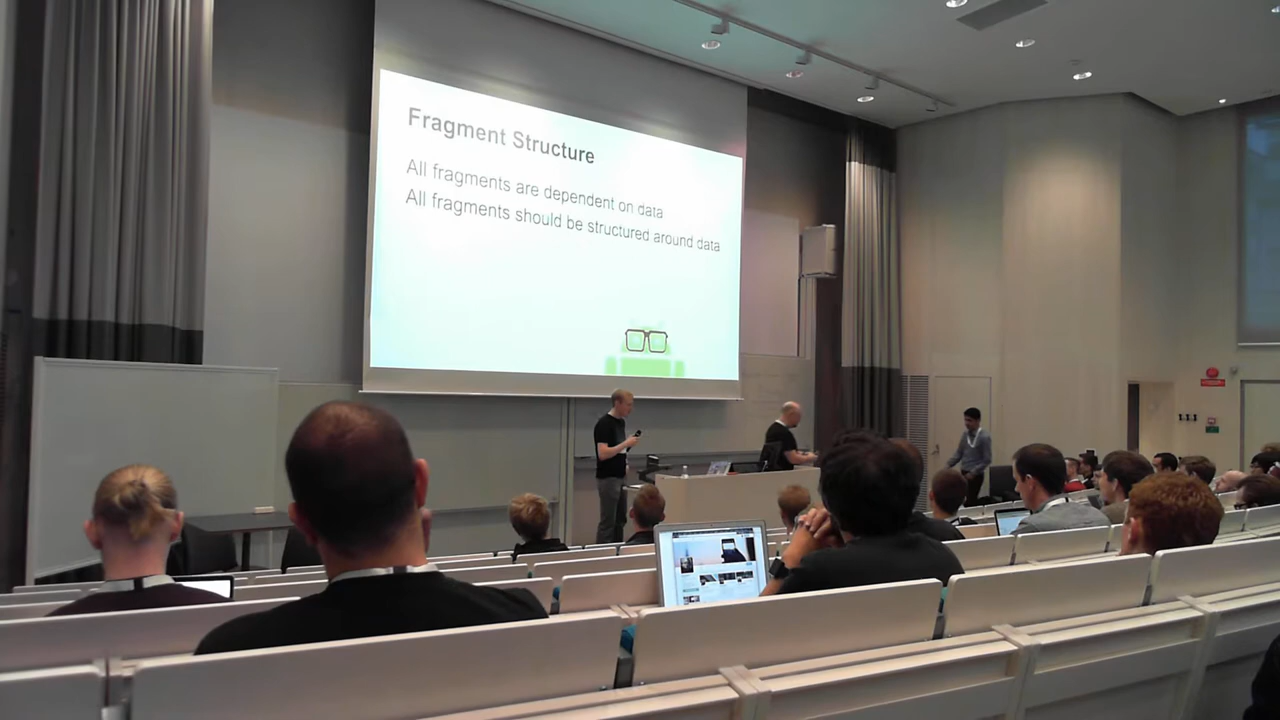 Fragment Structure
All fragments are dependent on data
All fragments should be structured around data